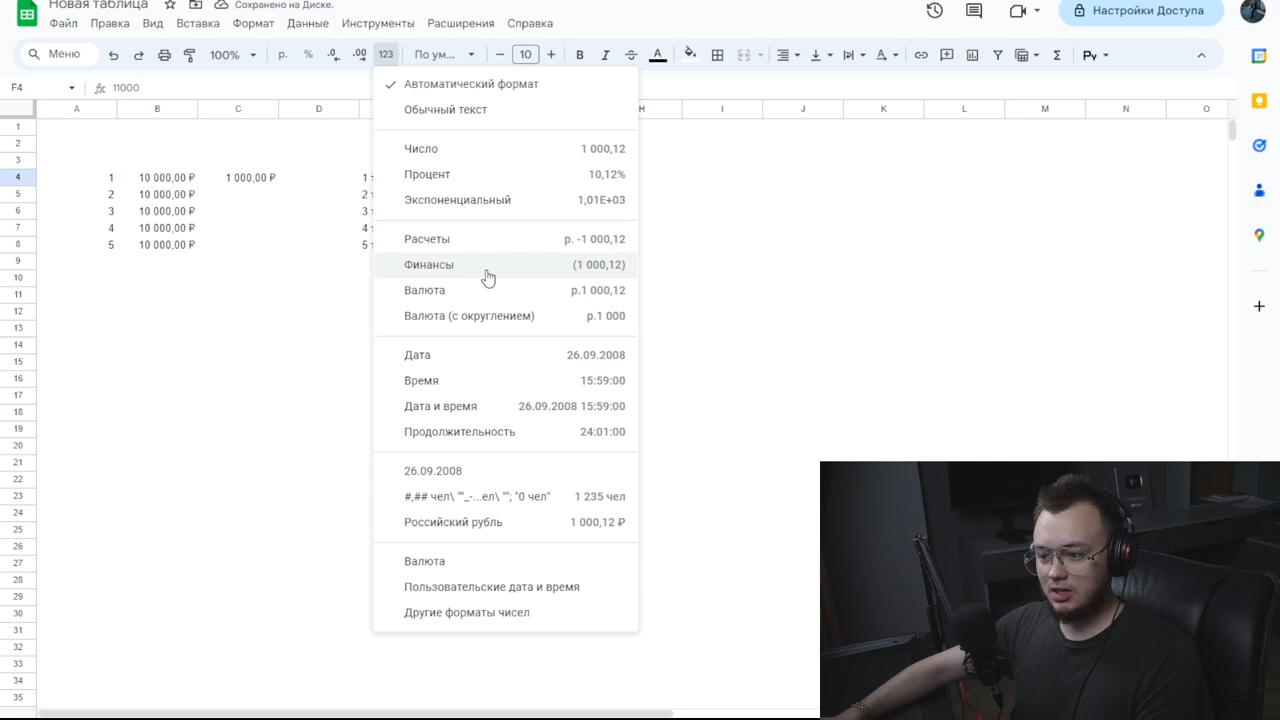 Новая таблица Сохранено на Диске.
Файл Правка Вид Вставка Формат Данные Инструменты Расширения Справка
Настройки Доступа
Меню 100% р. % .0 .00 123 По ум... 10 B I S A Σ Py
F4 fx 11000
A B C D H I J K L M N O
1
2
3
4 1 10 000,00 ₽ 1 000,00 ₽ 1 т
5 2 10 000,00 ₽ 2 т
6 3 10 000,00 ₽ 3 т
7 4 10 000,00 ₽ 4 т
8 5 10 000,00 ₽ 5 т
9
10
11
12
13
14
15
16
17
18
19
20
21
22
23
24
25
26
27
28
29
30
31
32
33
34
35
Автоматический формат
Обычный текст
Число 1 000,12
Процент 10,12%
Экспоненциальный 1,01E+03
Расчеты р. -1 000,12
Финансы (1 000,12)
Валюта р.1 000,12
Валюта (с округлением) р.1 000
Дата 26.09.2008
Время 15:59:00
Дата и время 26.09.2008 15:59:00
Продолжительность 24:01:00
26.09.2008
#,## чел\ ""_-...ел\ ""; "0 чел" 1 235 чел
Российский рубль 1 000,12 ₽
Валюта
Пользовательские дата и время
Другие форматы чисел